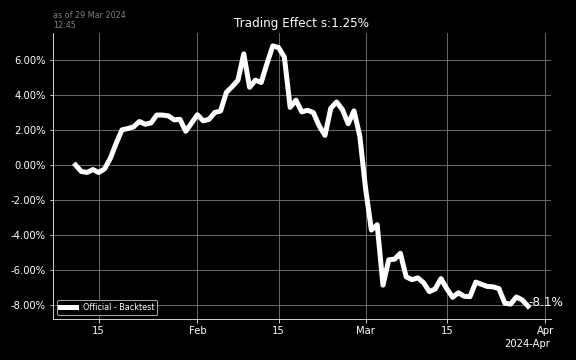 as of 29 Mar 2024
12:45
Trading Effect s:1.25%
6.00%
4.00%
2.00%
0.00%
-2.00%
-4.00%
-6.00%
-8.00%
-8.1%
Official - Backtest
15
Feb
15
Mar
15
Apr
2024-Apr